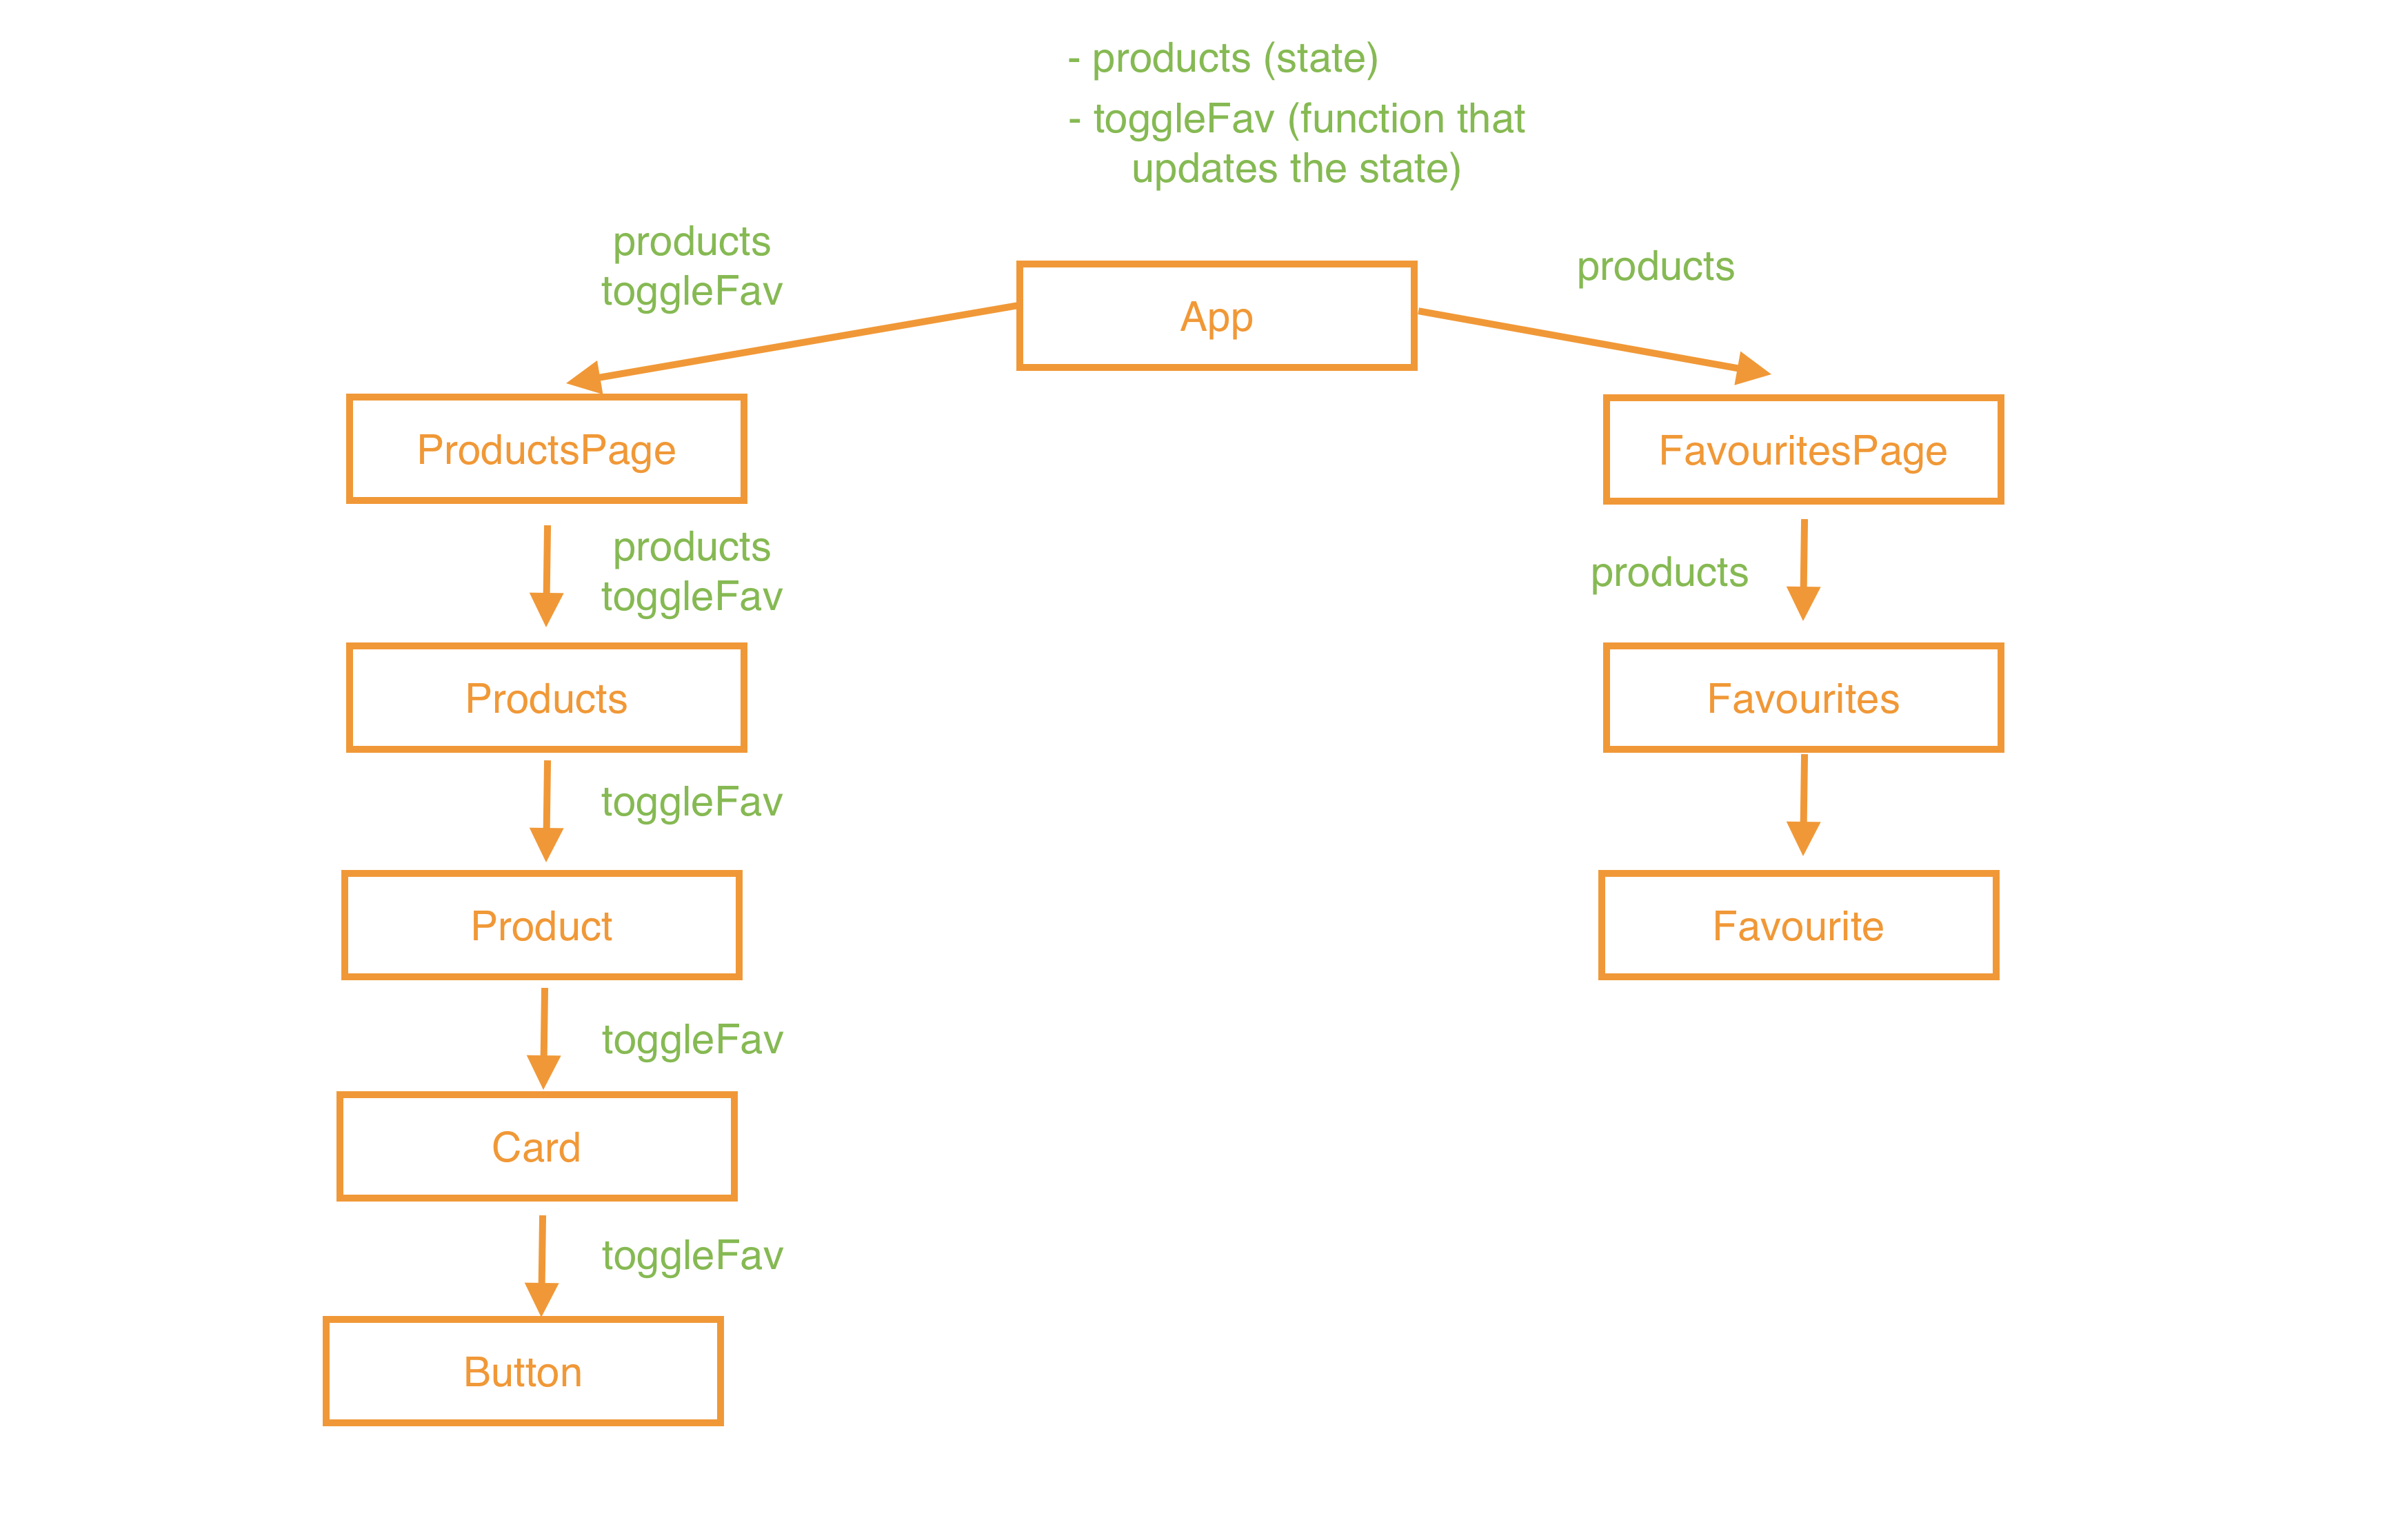 - products (state)
- toggleFav (function that
updates the state)
products
toggleFav
products
App
ProductsPage
FavouritesPage
products
toggleFav
products
Products
Favourites
toggleFav
Product
Favourite
toggleFav
Card
toggleFav
Button